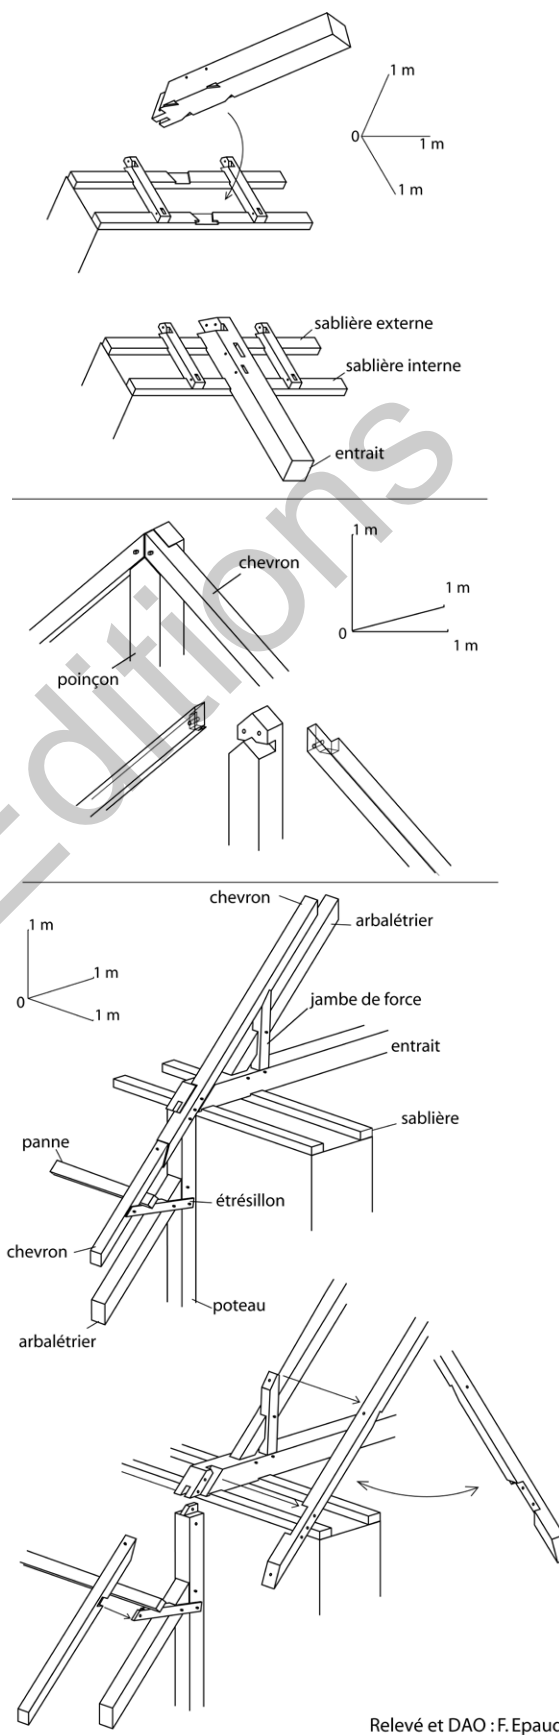 1 m
0
1 m
1 m
sablière externe
sablière interne
entrait
1 m
chevron
1 m
0
1 m
poinçon
chevron
arbalétrier
1 m
1 m
0
1 m
jambe de force
entrait
sablière
panne
étrésillon
chevron
poteau
arbalétrier
Editions
Relevé et DAO : F. Epaud